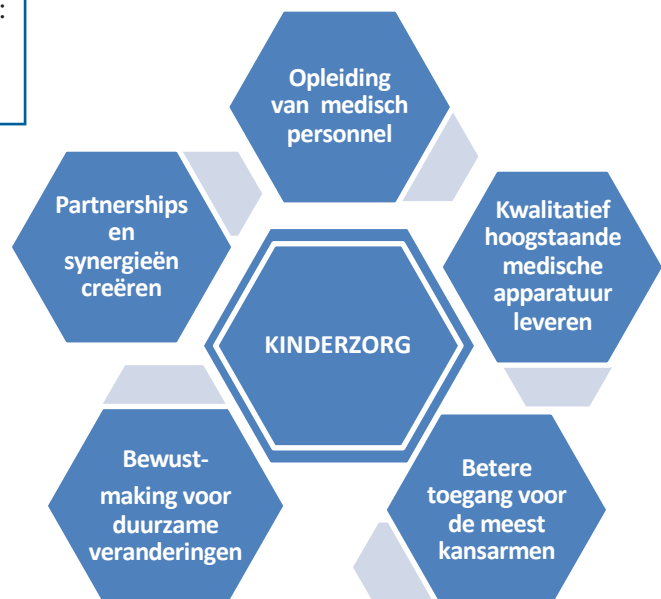 :
Opleiding
van medisch
personnel
Partnerships
en
synergieën
creëren
Kwalitatief
hoogstaande
medische
apparatuur
leveren
KINDERZORG
Bewust-
making voor
duurzame
veranderingen
Betere
toegang voor
de meest
kansarmen